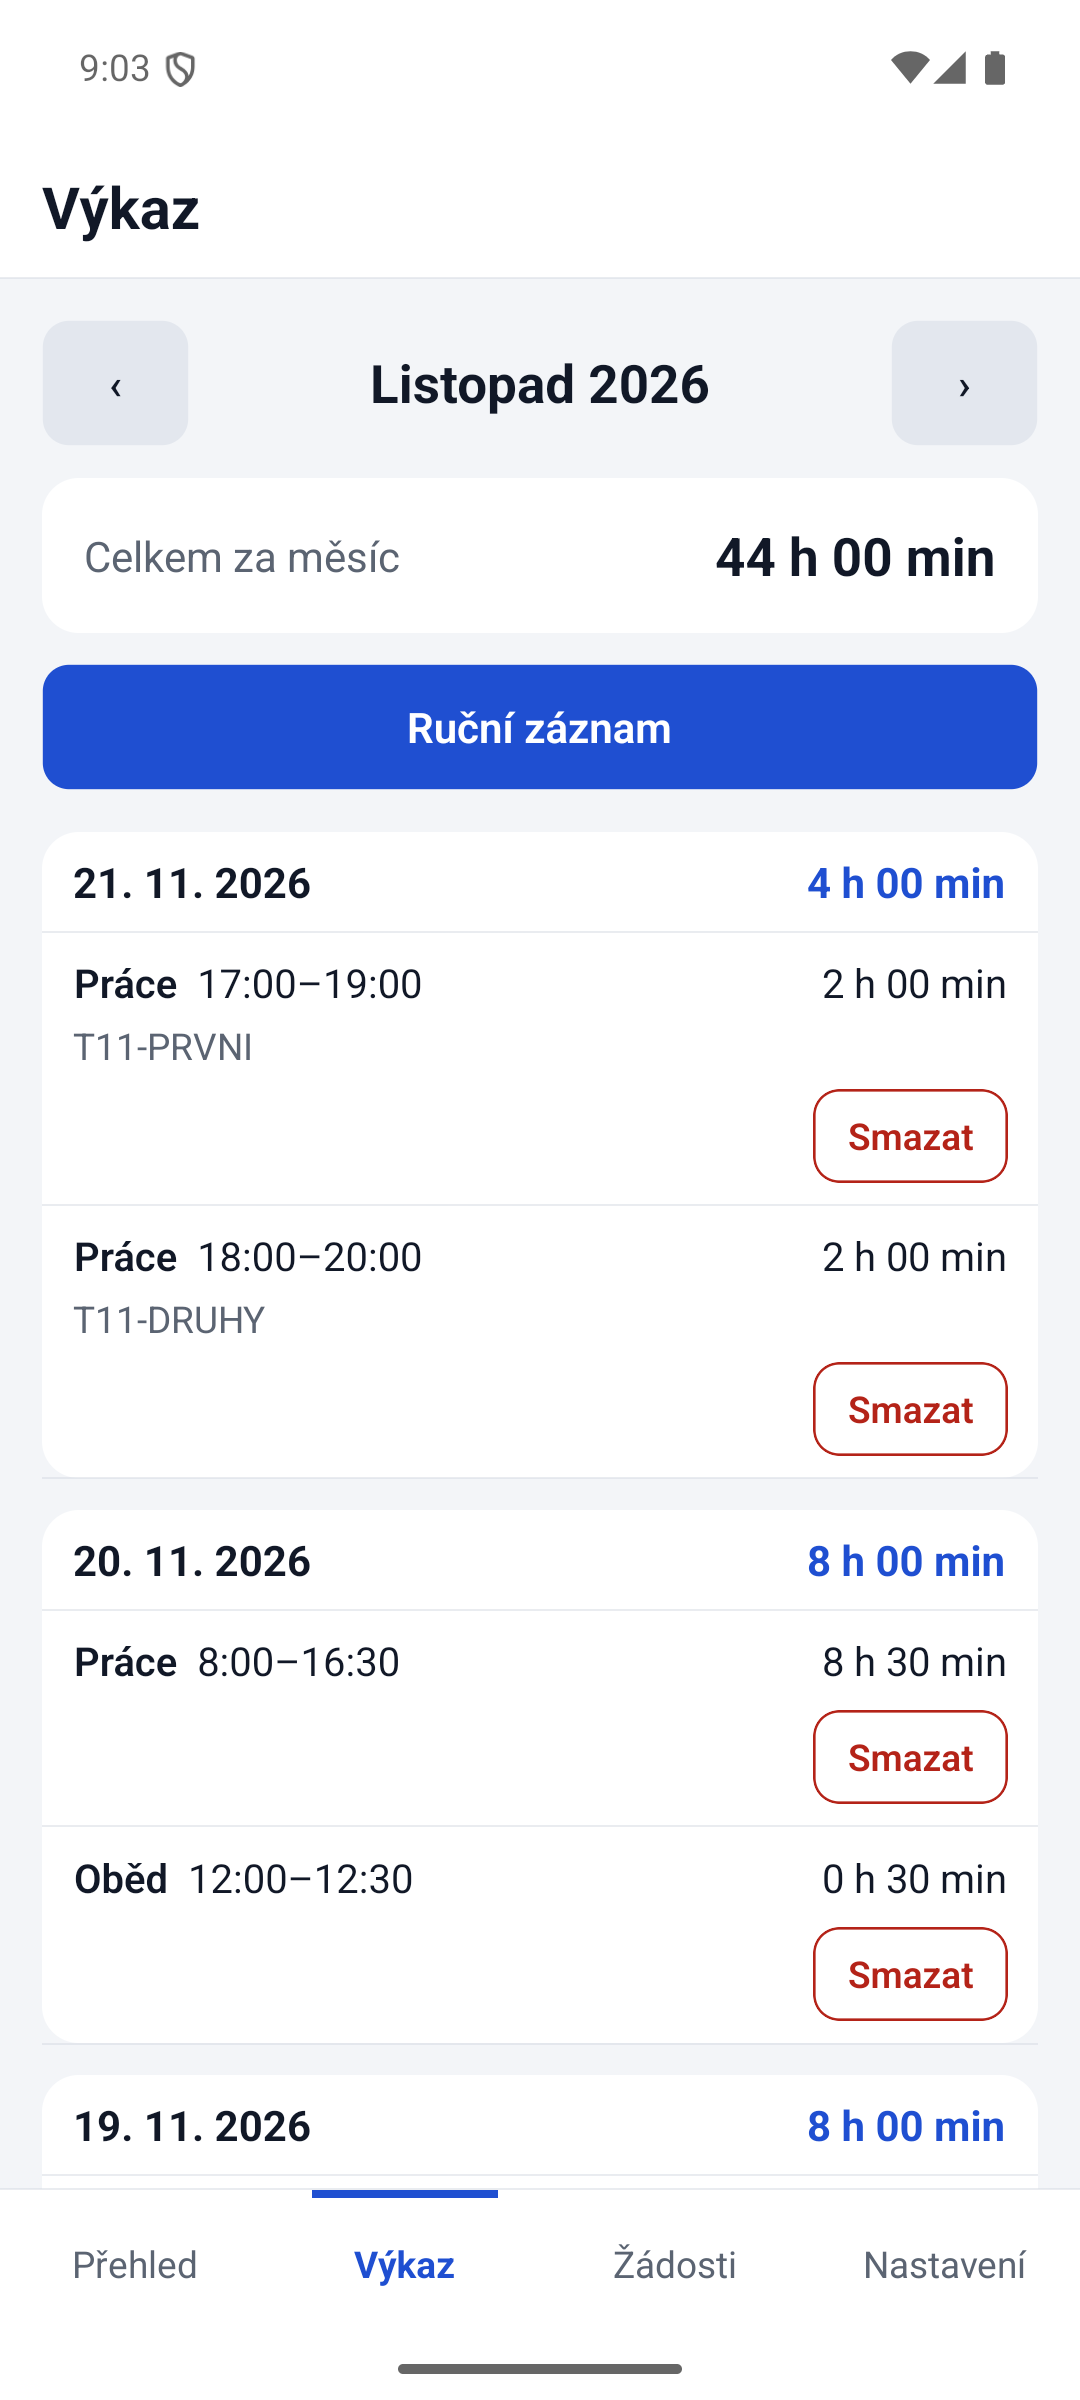 9:03
Výkaz
‹ Listopad 2026 ›
Celkem za měsíc 44 h 00 min
Ruční záznam
21. 11. 2026 4 h 00 min
Práce 17:00–19:00 2 h 00 min
T11-PRVNI
Smazat
Práce 18:00–20:00 2 h 00 min
T11-DRUHY
Smazat
20. 11. 2026 8 h 00 min
Práce 8:00–16:30 8 h 30 min
Smazat
Oběd 12:00–12:30 0 h 30 min
Smazat
19. 11. 2026 8 h 00 min
Přehled Výkaz Žádosti Nastavení